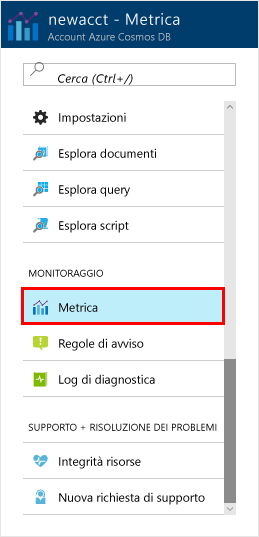 newacct - Metrica
Account Azure Cosmos DB
Cerca (Ctrl+/)
Impostazioni
Esplora documenti
Esplora query
Esplora script
MONITORAGGIO
Metrica
Regole di avviso
Log di diagnostica
SUPPORTO + RISOLUZIONE DEI PROBLEMI
Integrità risorse
Nuova richiesta di supporto